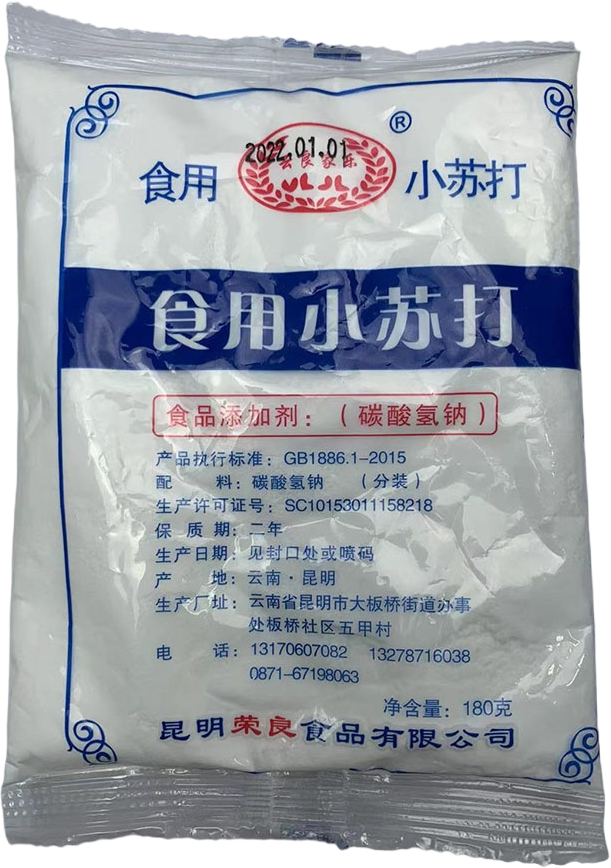 ®
2022.01.01
云良家乐
食用 小苏打
食用小苏打
食品添加剂：（碳酸氢钠）
产品执行标准：GB1886.1-2015
配 料：碳酸氢钠 （分装）
生产许可证号：SC10153011158218
保 质 期：二年
生产日期：见封口处或喷码
产 地：云南·昆明
生产厂址：云南省昆明市大板桥街道办事
处板桥社区五甲村
电 话：13170607082 13278716038
0871-67198063
净含量：180克
昆明荣良食品有限公司